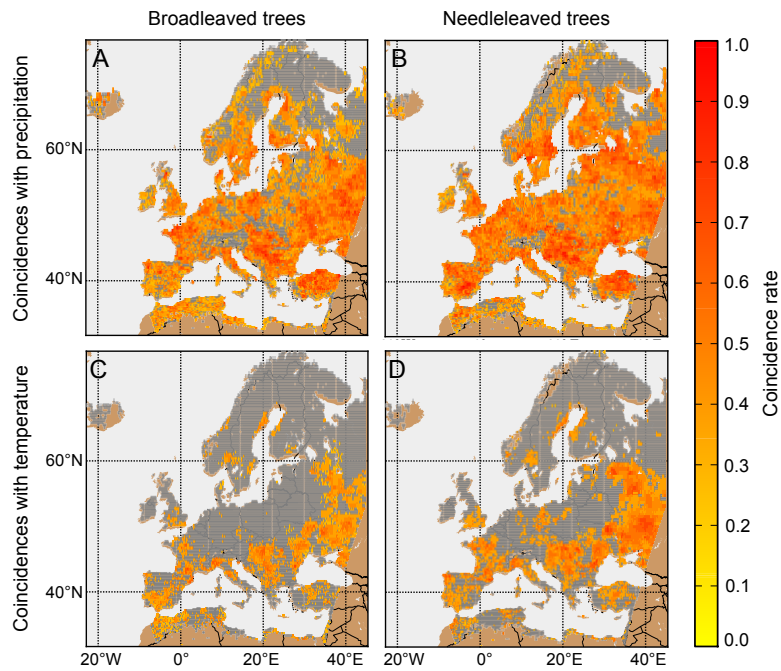 Broadleaved trees
Needleleaved trees
Coincidences with precipitation
A
B
60°N
40°N
Coincidences with temperature
C
D
60°N
40°N
20°W
0°
20°E
40°E
20°W
0°
20°E
40°E
1.0
0.9
0.8
0.7
0.6
0.5
0.4
0.3
0.2
0.1
0.0
Coincidence rate